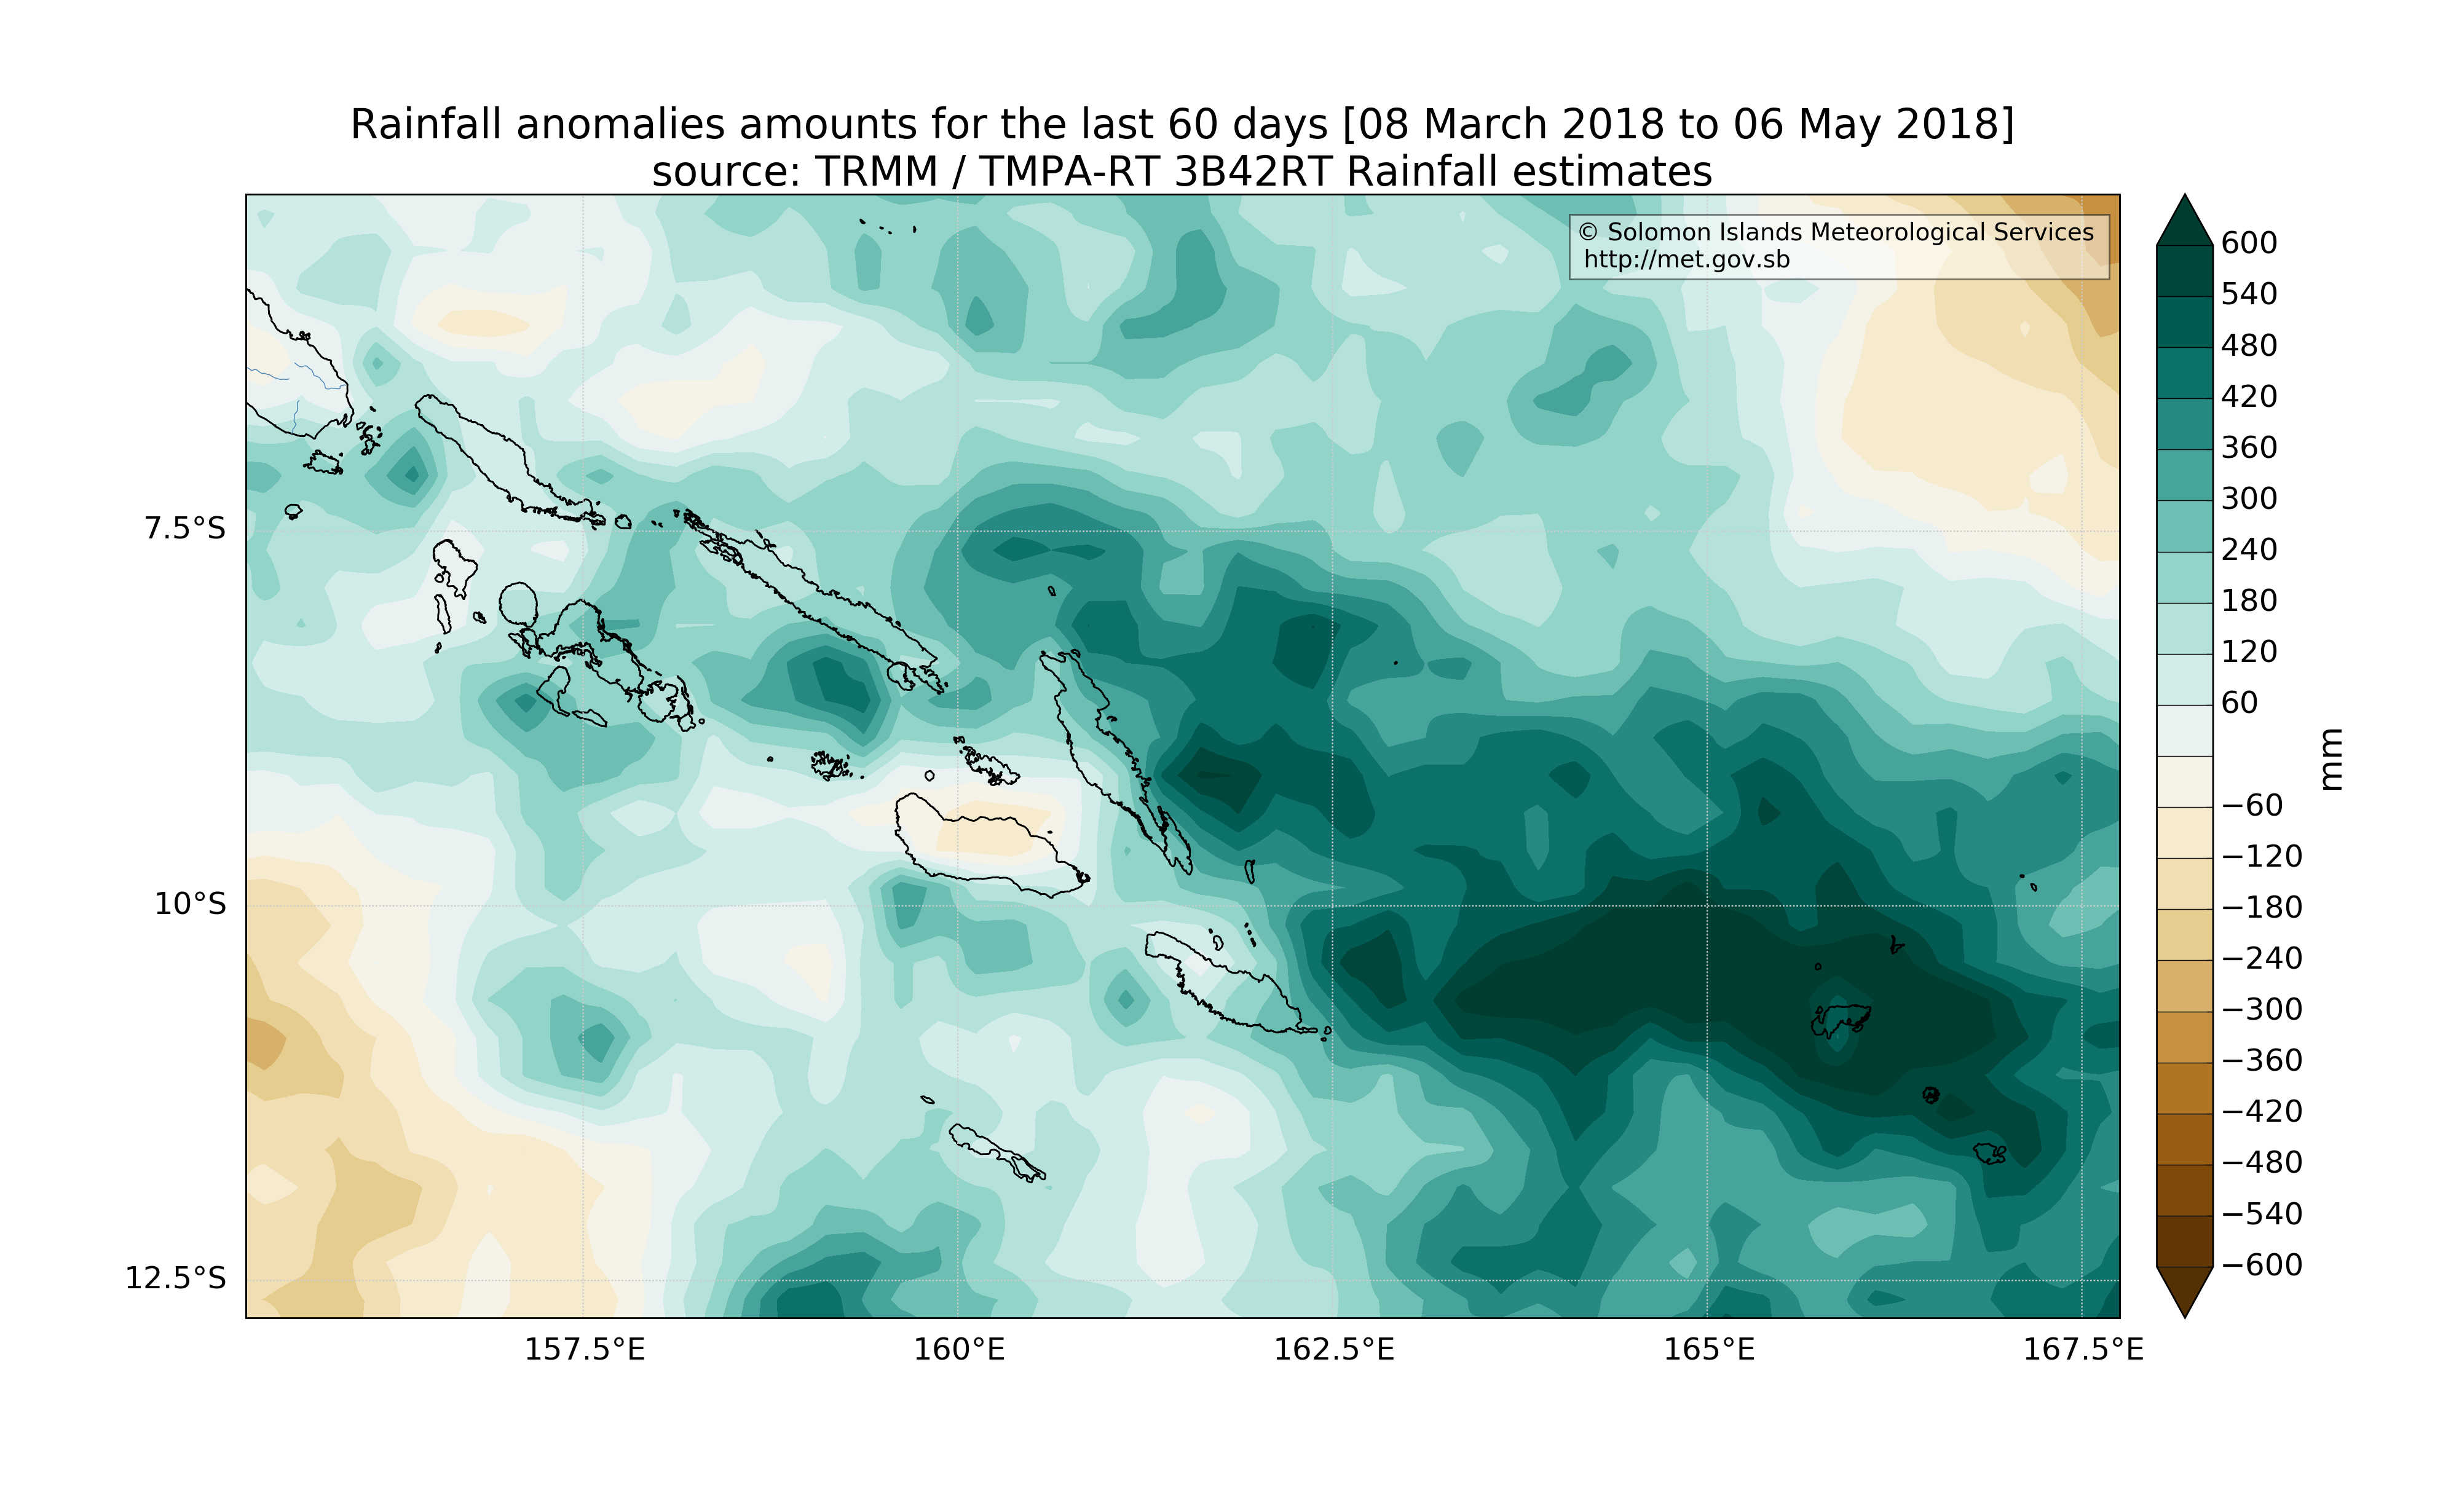 Rainfall anomalies amounts for the last 60 days [08 March 2018 to 06 May 2018]
source: TRMM / TMPA-RT 3B42RT Rainfall estimates
© Solomon Islands Meteorological Services
http://met.gov.sb
7.5°S
10°S
12.5°S
157.5°E
160°E
162.5°E
165°E
167.5°E
600
540
480
420
360
300
240
180
120
60
−60
−120
−180
−240
−300
−360
−420
−480
−540
−600
mm